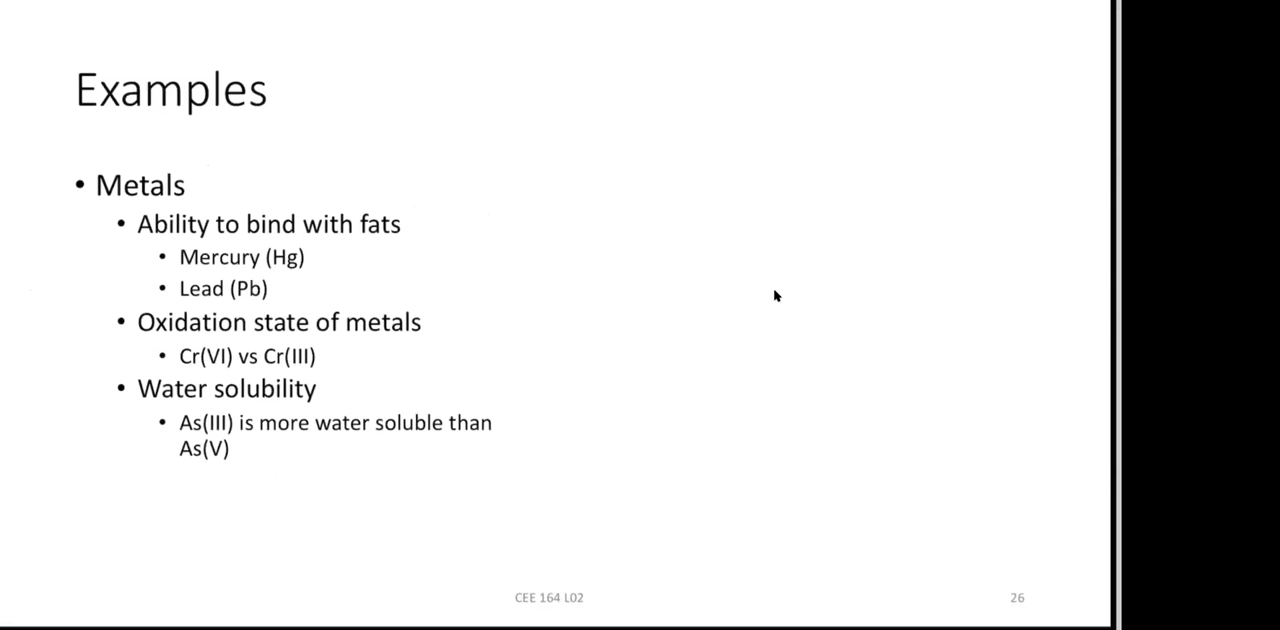 Examples
• Metals
• Ability to bind with fats
• Mercury (Hg)
• Lead (Pb)
• Oxidation state of metals
• Cr(VI) vs Cr(III)
• Water solubility
• As(III) is more water soluble than
As(V)
CEE 164 L02
26